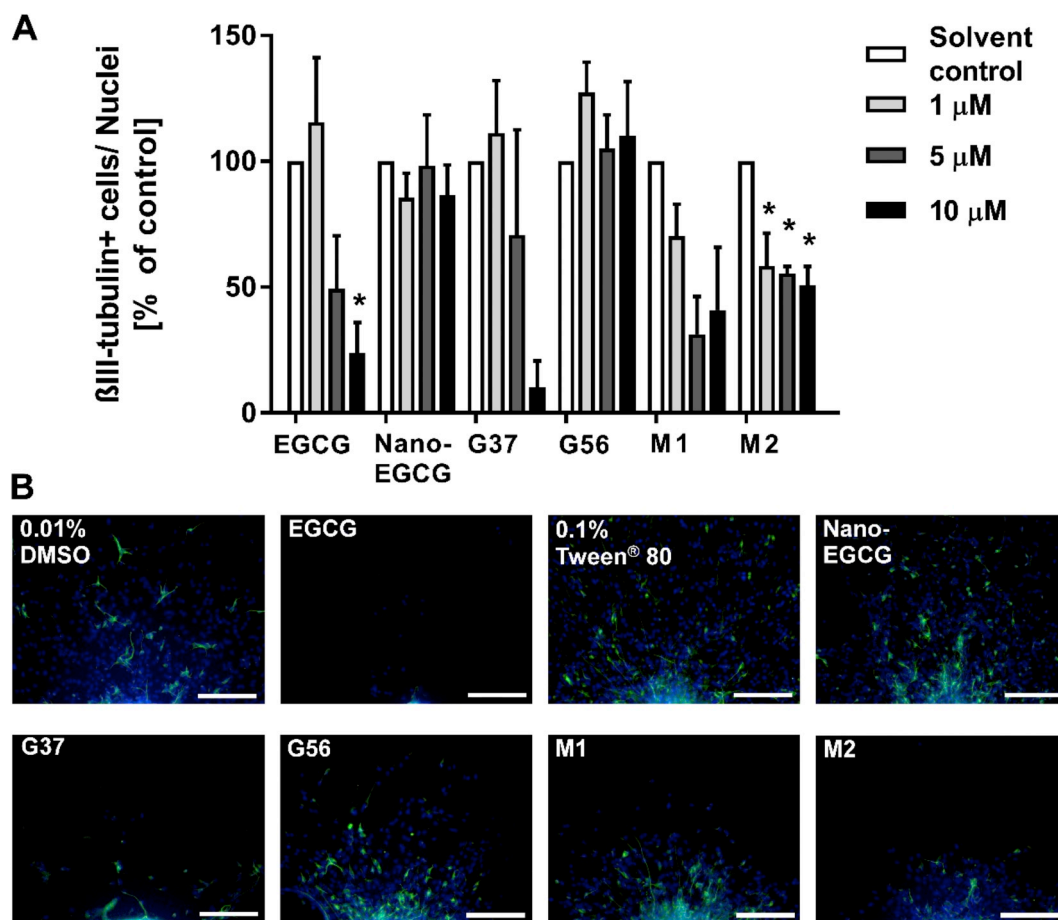 A
ßIII-tubulin+ cells/ Nuclei
[% of control]
150
100
50
0
*
* * *
EGCG Nano- G37 G56 M1 M2
EGCG
Solvent
control
1 μM
5 μM
10 μM
B
0.01%
DMSO
EGCG
0.1%
Tween® 80
Nano-
EGCG
G37
G56
M1
M2